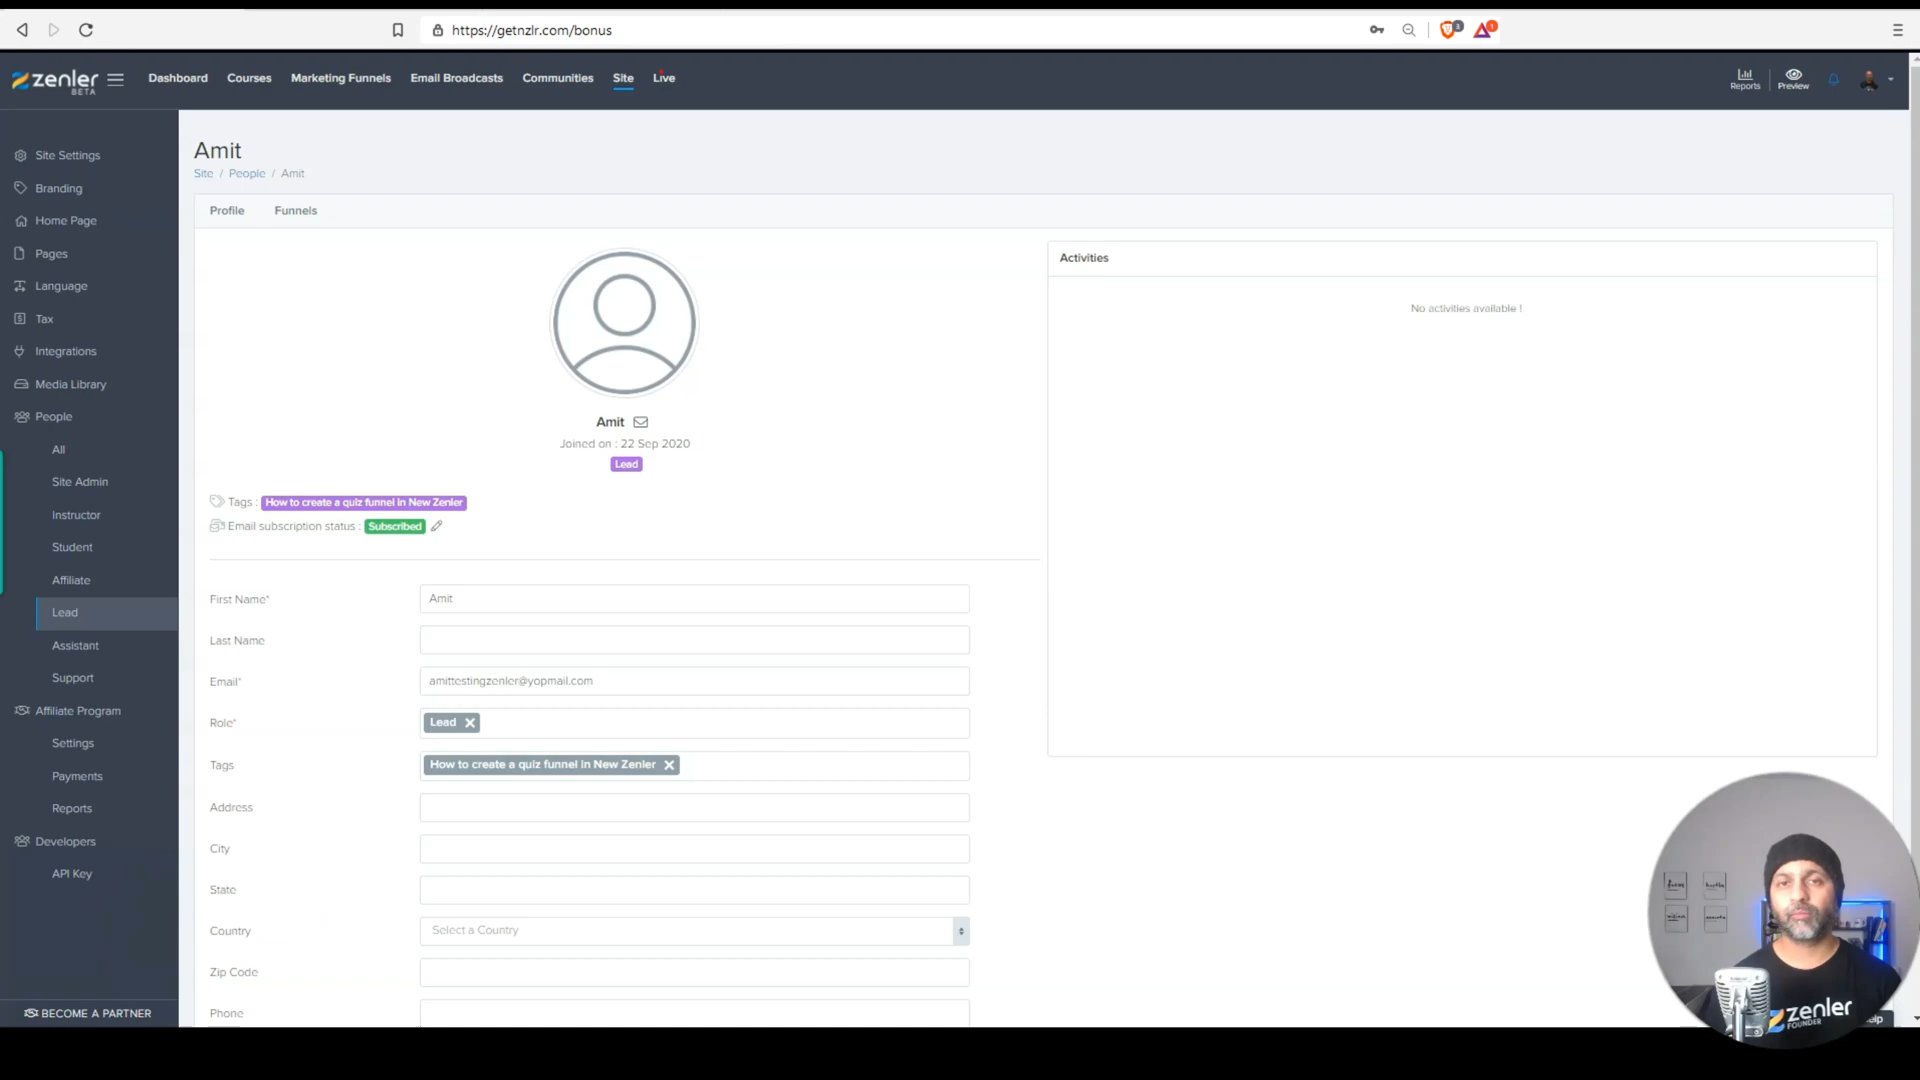 https://getnzlr.com/bonus
3
1
zenler
BETA
Dashboard
Courses
Marketing Funnels
Email Broadcasts
Communities
Site
Live
Reports
Preview
Site Settings
Branding
Home Page
Pages
Language
Tax
Integrations
Media Library
People
All
Site Admin
Instructor
Student
Affiliate
Lead
Assistant
Support
Affiliate Program
Settings
Payments
Reports
Developers
API Key
BECOME A PARTNER
Amit
Site / People / Amit
Profile
Funnels
Amit
Joined on : 22 Sep 2020
Lead
Tags : How to create a quiz funnel in New Zenler
Email subscription status : Subscribed
First Name* Amit
Last Name
Email* amittestingzenler@yopmail.com
Role* Lead
Tags How to create a quiz funnel in New Zenler
Address
City
State
Country Select a Country
Zip Code
Phone
Activities
No activities available !
zenler
FOUNDER